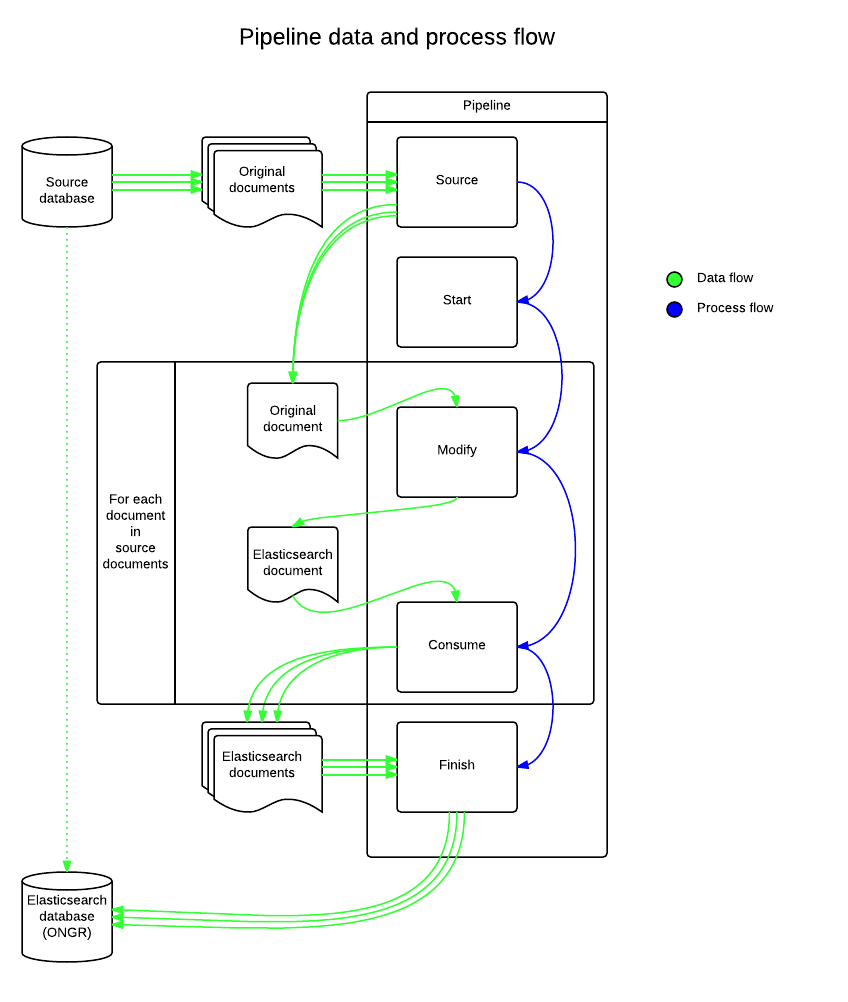 Pipeline data and process flow
Pipeline
Source
database
Original
documents
Source
Start
Data flow
Process flow
Original
document
Modify
For each
document
in
source
documents
Elasticsearch
document
Consume
Elasticsearch
documents
Finish
Elasticsearch
database
(ONGR)